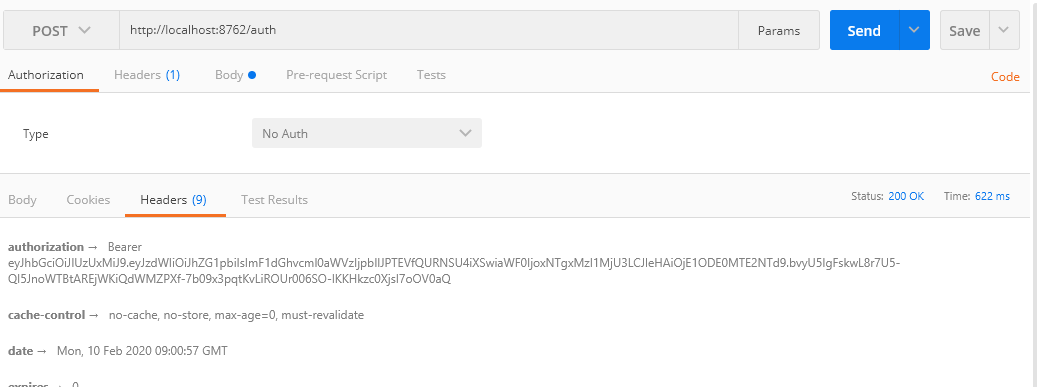 POST http://localhost:8762/auth Params Send Save
Authorization Headers (1) Body Pre-request Script Tests Code
Type No Auth
Body Cookies Headers (9) Test Results Status: 200 OK Time: 622 ms
authorization → Bearer
eyJhbGciOiJIUzUxMiJ9.eyJzdWIiOiJhZG1pbiIsImF1dGhvcml0aWVzIjpbIlJPTEVfQURNSU4iXSwiaWF0IjoxNTgxMzI1MjU3LCJleHAiOjE1ODE0MTE2NTd9.bvyU5IgFskwL8r7U5-
QI5JnoWTBtAREjWKiQdWMZPXf-7b09x3pqtKvLiROUr006SO-IKKHkzc0Xjsl7oOV0aQ
cache-control → no-cache, no-store, max-age=0, must-revalidate
date → Mon, 10 Feb 2020 09:00:57 GMT
expires → 0